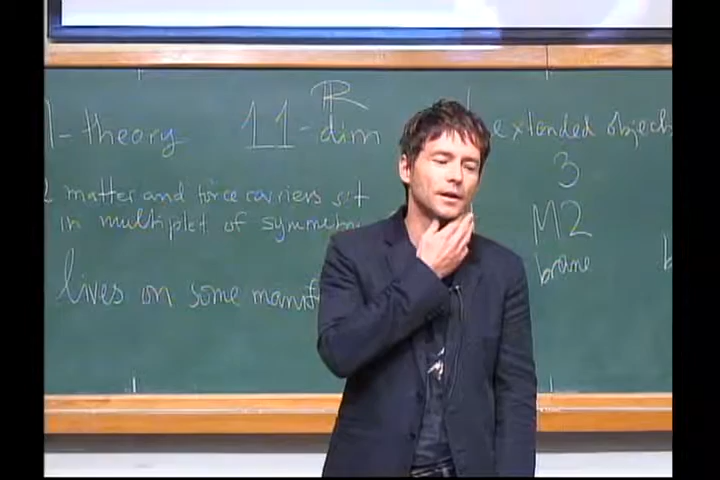 -theory
11-dim
R
extended objects
3
matter and force carriers sit
in multiplet of symmetry
M2
brane
lives on some manif